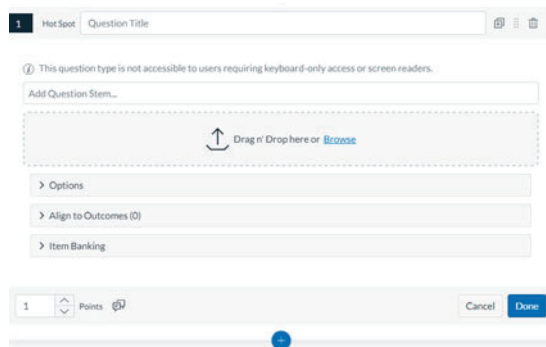 1 Hot Spot Question Title
This question type is not accessible to users requiring keyboard-only access or screen readers.
Add Question Stem...
Drag n' Drop here or Browse
> Options
> Align to Outcomes (0)
> Item Banking
1 Points Cancel Done